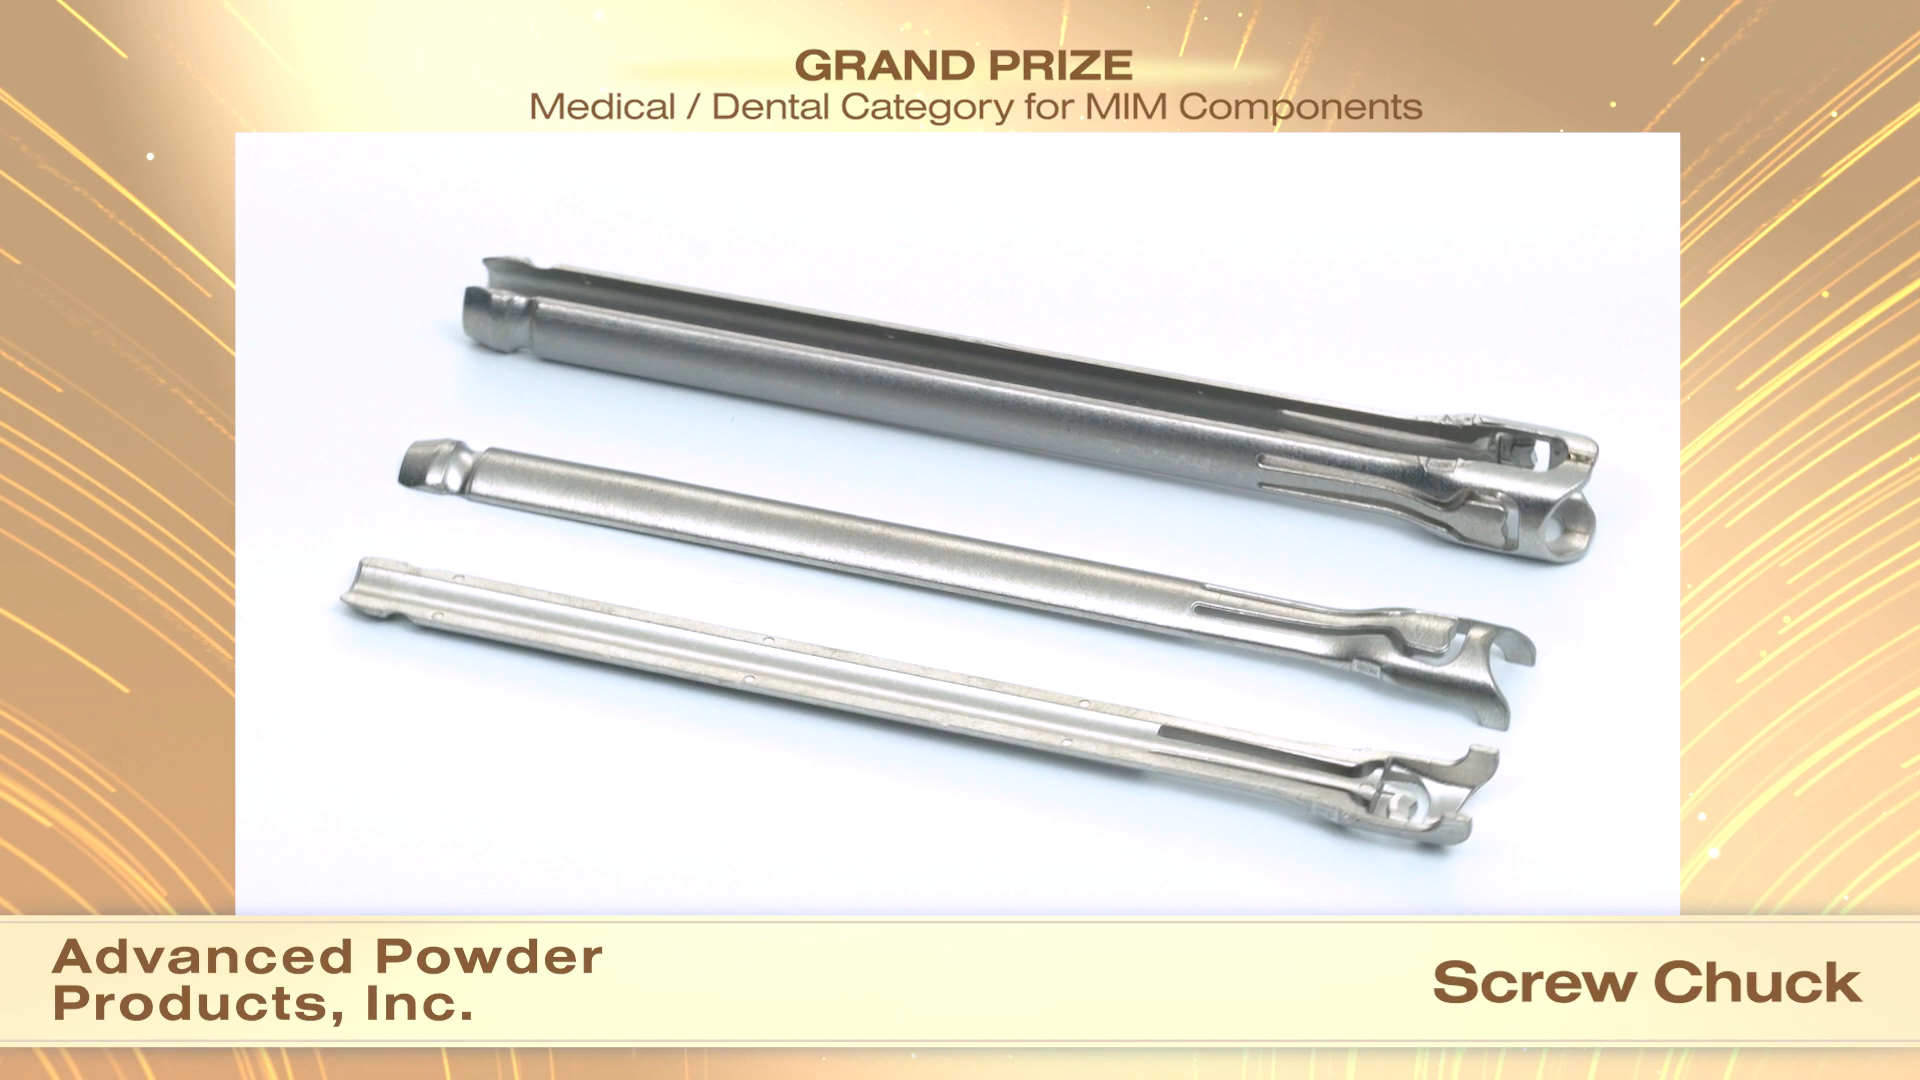 GRAND PRIZE
Medical / Dental Category for MIM Components
Advanced Powder
Products, Inc.
Screw Chuck